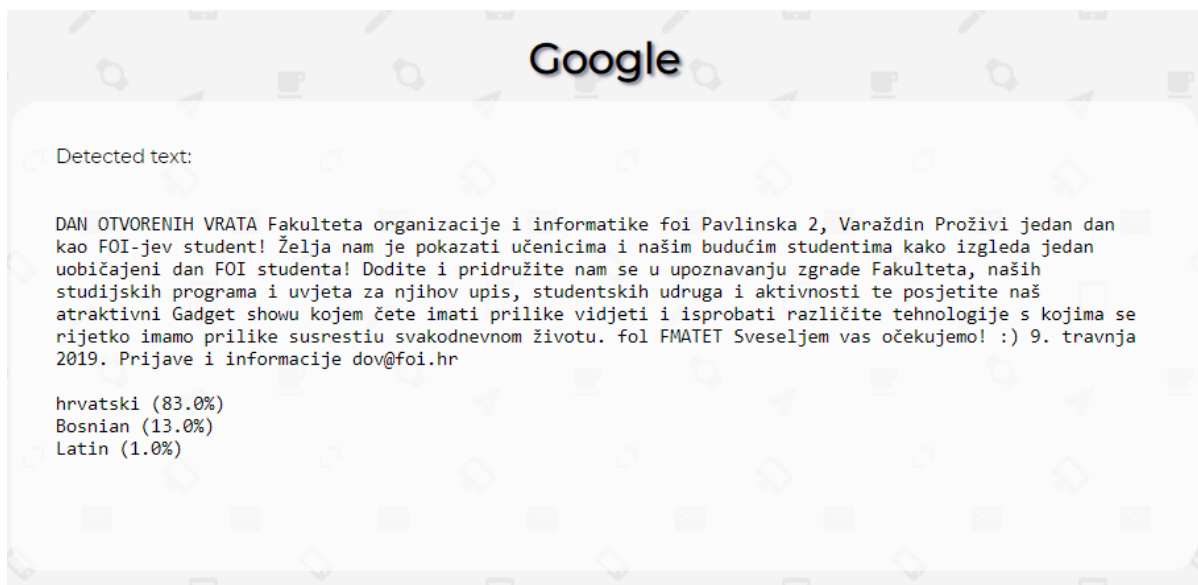 Google
Detected text:
DAN OTVORENIH VRATA Fakulteta organizacije i informatike foi Pavlinska 2, Varaždin Proživi jedan dan
kao FOI-jev student! Želja nam je pokazati učenicima i našim budućim studentima kako izgleda jedan
uobičajeni dan FOI studenta! Dodite i pridružite nam se u upoznavanju zgrade Fakulteta, naših
studijskih programa i uvjeta za njihov upis, studentskih udruga i aktivnosti te posjetite naš
atraktivni Gadget showu kojem čete imati prilike vidjeti i isprobati različite tehnologije s kojima se
rijetko imamo prilike susrestiu svakodnevnom životu. fol FMATET Sveseljem vas očekujemo! :) 9. travnja
2019. Prijave i informacije dov@foi.hr
hrvatski (83.0%)
Bosnian (13.0%)
Latin (1.0%)